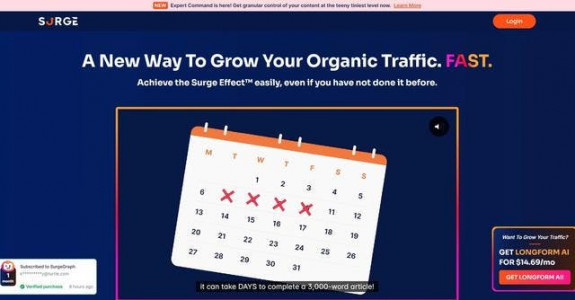 NEW Expert Command is here! Get granular control of your content at the teeny tiniest level now. Learn More
SURGE
Login
A New Way To Grow Your Organic Traffic. FAST.
Achieve the Surge Effect™ easily, even if you have not done it before.
M T W T F S S
1 2 3 4 5
6 11 12
13 14 15 16 17 18 19
20 21 22 23 24 25 26
27 28 29 30 31
it can take DAYS to complete a 3,000-word article!
1
month
Subscribed to SurgeGraph
Verified purchase 8 hours ago
Want To Grow Your Traffic?
GET LONGFORM AI
FOR $14.69/mo
GET LONGFORM AI!